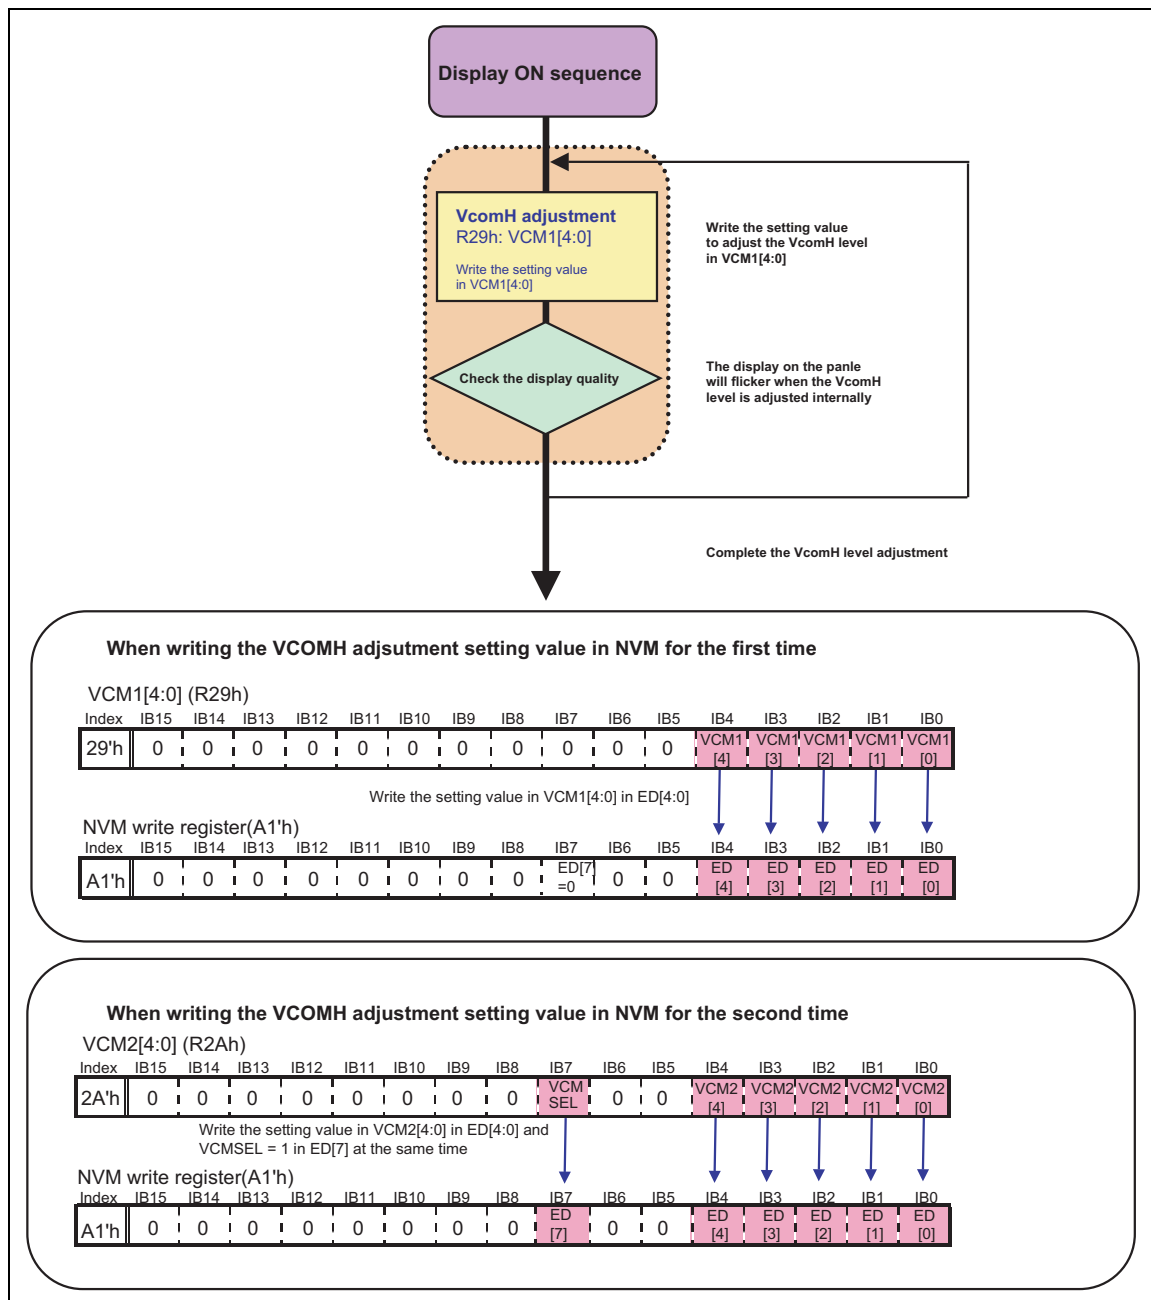 Display ON sequence
VcomH adjustment
R29h: VCM1[4:0]
Write the setting value
in VCM1[4:0]
Write the setting value
to adjust the VcomH level
in VCM1[4:0]
Check the display quality
The display on the panle
will flicker when the VcomH
level is adjusted internally
Complete the VcomH level adjustment
When writing the VCOMH adjsutment setting value in NVM for the first time
VCM1[4:0] (R29h)
Index IB15 IB14 IB13 IB12 IB11 IB10 IB9 IB8 IB7 IB6 IB5 IB4 IB3 IB2 IB1 IB0
29'h 0 0 0 0 0 0 0 0 0 0 0 VCM1 [4] VCM1 [3] VCM1 [2] VCM1 [1] VCM1 [0]
Write the setting value in VCM1[4:0] in ED[4:0]
NVM write register(A1'h)
Index IB15 IB14 IB13 IB12 IB11 IB10 IB9 IB8 IB7 IB6 IB5 IB4 IB3 IB2 IB1 IB0
A1'h 0 0 0 0 0 0 0 0 ED[7] =0 0 0 ED [4] ED [3] ED [2] ED [1] ED [0]
When writing the VCOMH adjustment setting value in NVM for the second time
VCM2[4:0] (R2Ah)
Index IB15 IB14 IB13 IB12 IB11 IB10 IB9 IB8 IB7 IB6 IB5 IB4 IB3 IB2 IB1 IB0
2A'h 0 0 0 0 0 0 0 0 VCM SEL 0 0 VCM2 [4] VCM2 [3] VCM2 [2] VCM2 [1] VCM2 [0]
Write the setting value in VCM2[4:0] in ED[4:0] and
VCMSEL = 1 in ED[7] at the same time
NVM write register(A1'h)
Index IB15 IB14 IB13 IB12 IB11 IB10 IB9 IB8 IB7 IB6 IB5 IB4 IB3 IB2 IB1 IB0
A1'h 0 0 0 0 0 0 0 0 ED [7] 0 0 ED [4] ED [3] ED [2] ED [1] ED [0]